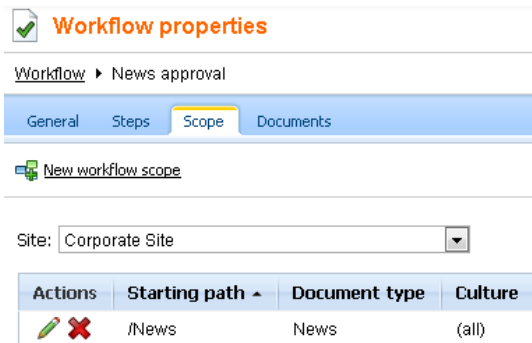 Workflow properties
Workflow ▶ News approval
General Steps Scope Documents
New workflow scope
Site: Corporate Site
Actions Starting path ▲ Document type Culture
/News News (all)